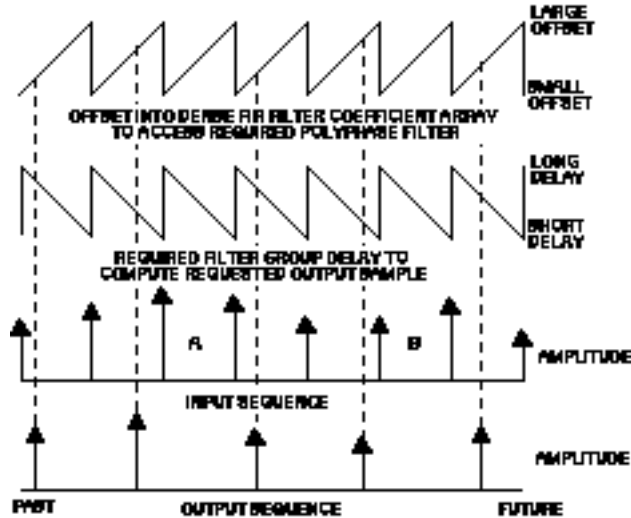 LARGE
OFFSET
SMALL
OFFSET
OFFSET INTO DENSE FIR FILTER COEFFICIENT ARRAY
TO ACCESS REQUIRED POLYPHASE FILTER
LONG
DELAY
SHORT
DELAY
REQUIRED FILTER GROUP DELAY TO
COMPUTE REQUESTED OUTPUT SAMPLE
A
B
AMPLITUDE
INPUT SEQUENCE
AMPLITUDE
PAST
OUTPUT SEQUENCE
FUTURE